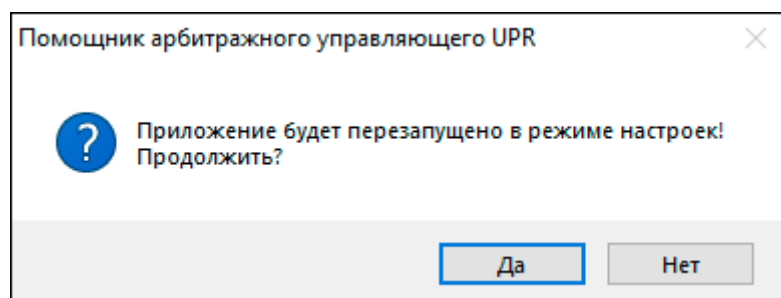 Помощник арбитражного управляющего UPR
Приложение будет перезапущено в режиме настроек!
Продолжить?
Да
Нет